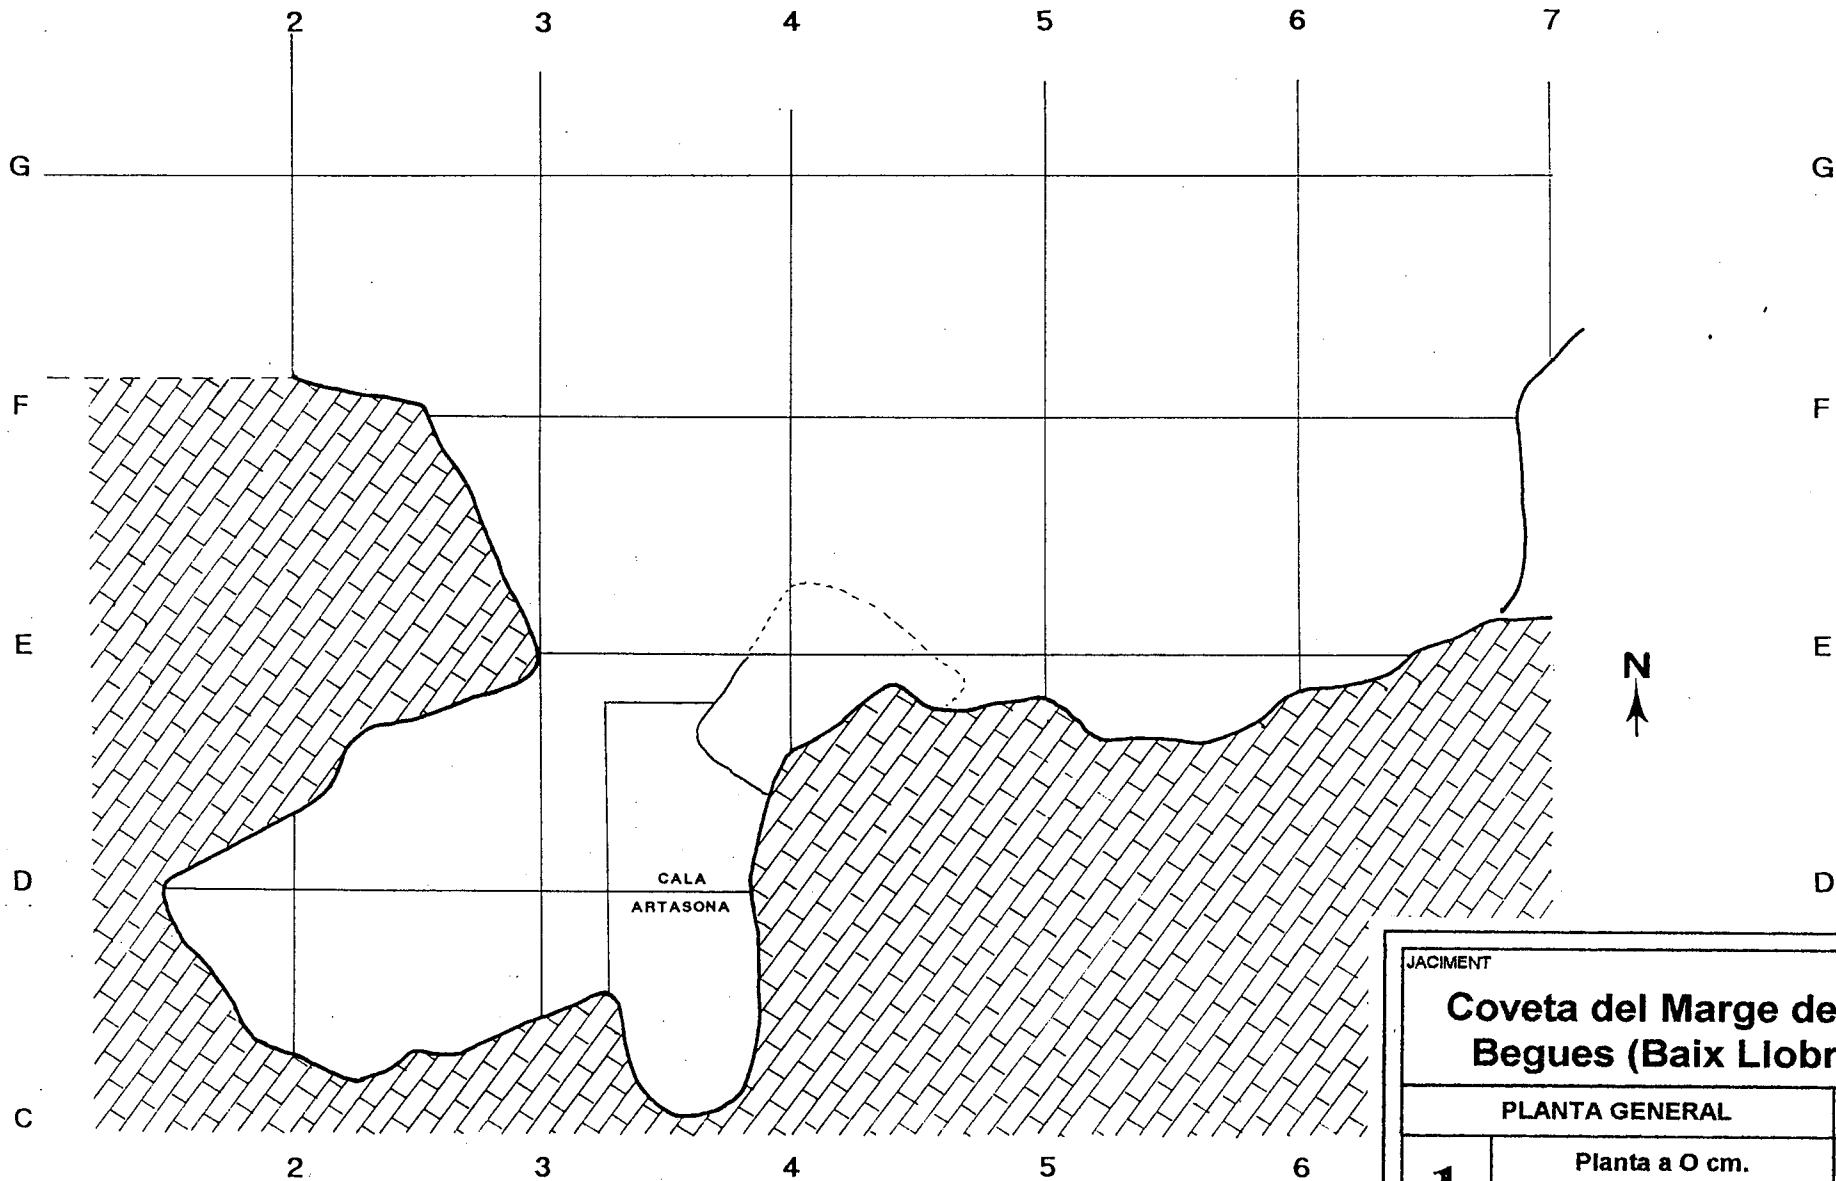 2 3 4 5 6 7
G G
F F
E E
N
D D
CALA
ARTASONA
C
2 3 4 5 6
JACIMENT
Coveta del Marge de
Begues (Baix Llobr
PLANTA GENERAL
1 Planta a O cm.